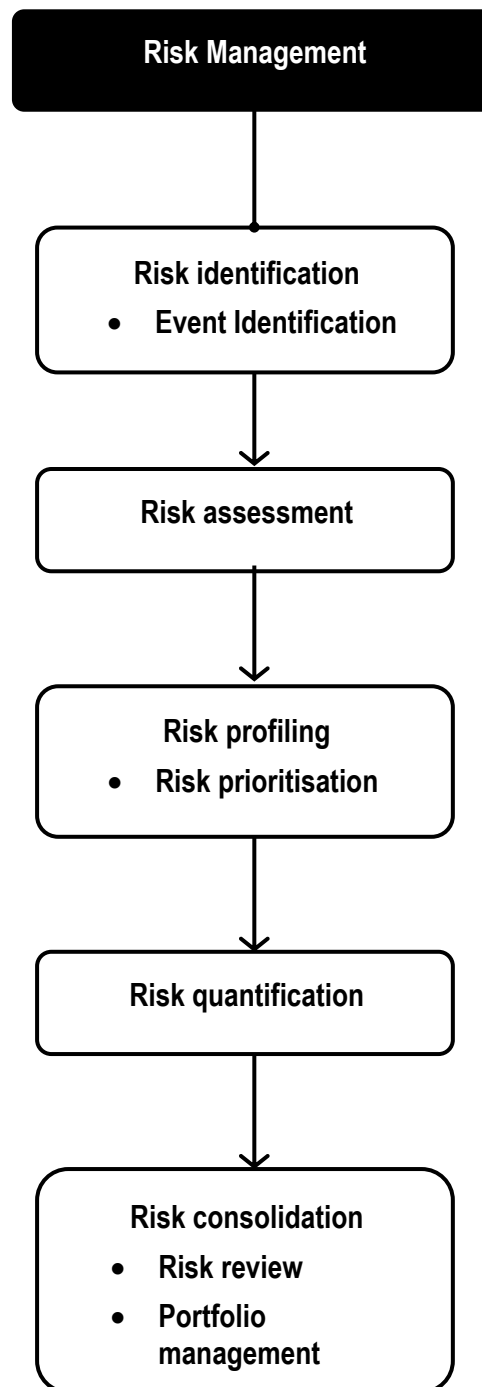 Risk Management
Risk identification
• Event Identification
Risk assessment
Risk profiling
• Risk prioritisation
Risk quantification
Risk consolidation
• Risk review
• Portfolio
management